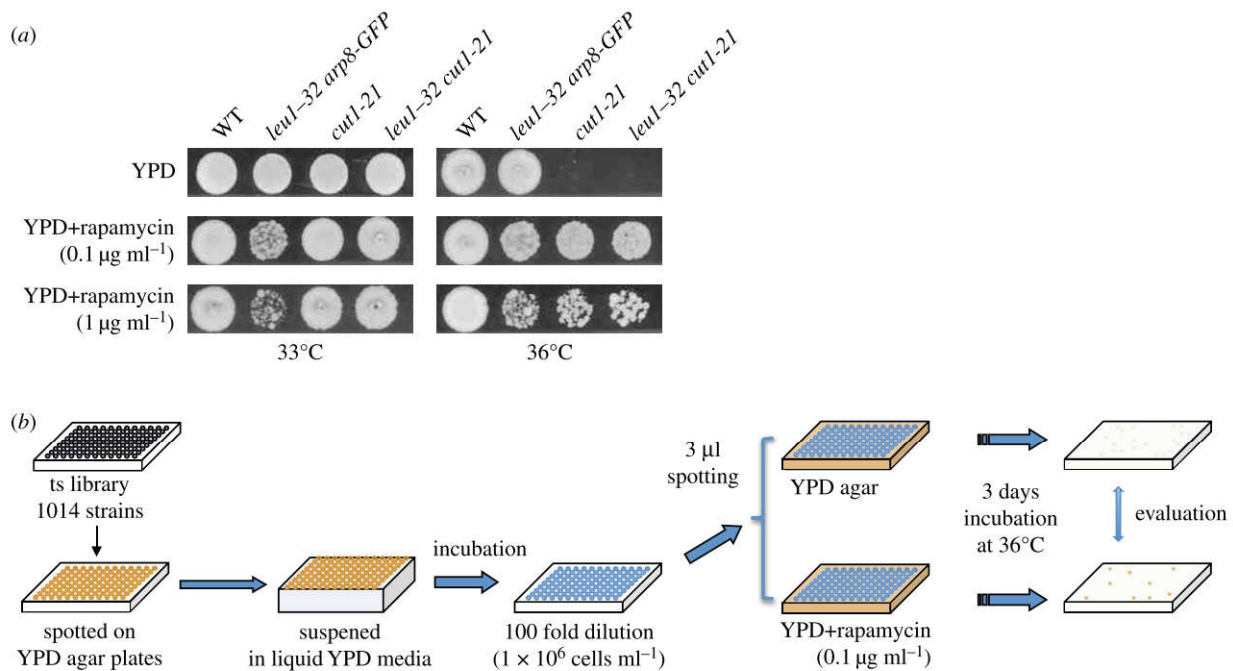 (a)
WT
leu1–32 arp8-GFP
cut1-21
leu1–32 cut1-21
WT
leu1–32 arp8-GFP
cut1-21
leu1–32 cut1-21
YPD
YPD+rapamycin
(0.1 µg ml⁻¹)
YPD+rapamycin
(1 µg ml⁻¹)
33°C
36°C
(b)
ts library
1014 strains
spotted on
YPD agar plates
suspened
in liquid YPD media
incubation
100 fold dilution
(1 × 10⁶ cells ml⁻¹)
3 µl
spotting
YPD agar
YPD+rapamycin
(0.1 µg ml⁻¹)
3 days
incubation
at 36°C
evaluation